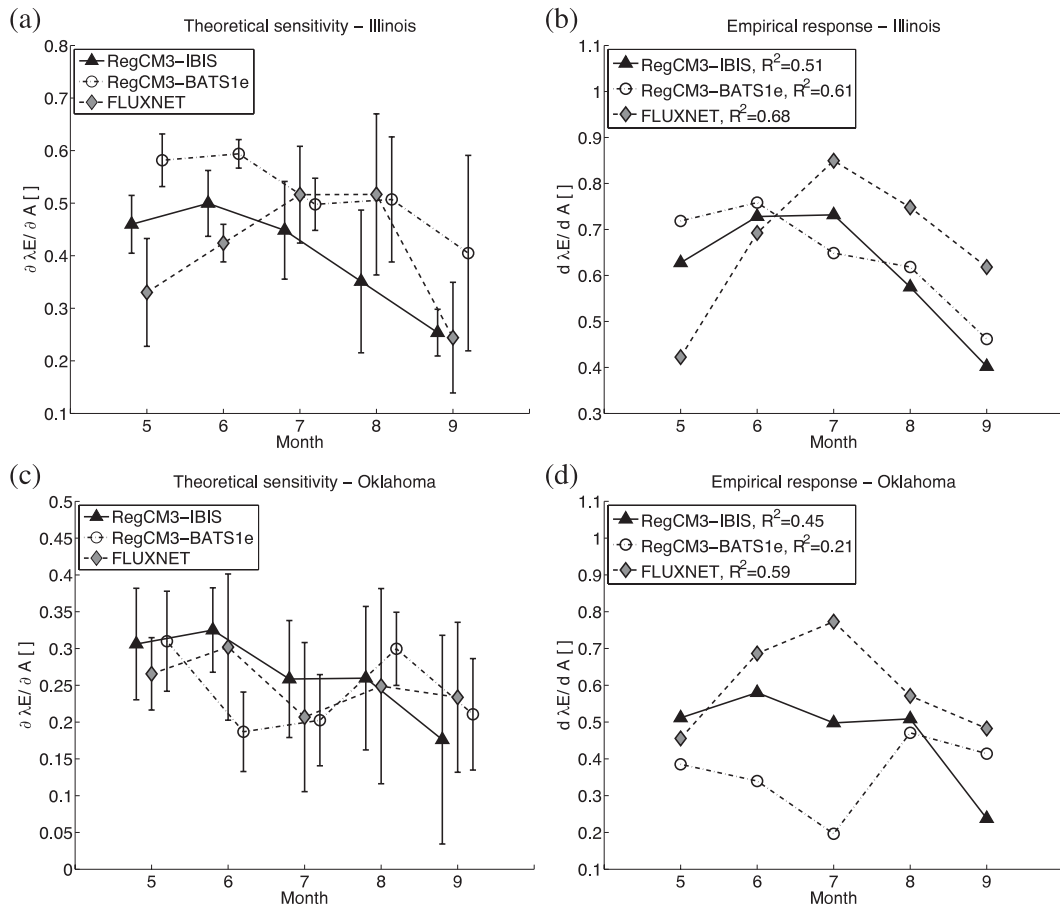 (a)
Theoretical sensitivity – Illinois
RegCM3–IBIS
RegCM3–BATS1e
FLUXNET
∂ λE/ ∂ A [ ]
0.8
0.7
0.6
0.5
0.4
0.3
0.2
0.1
5 6 7 8 9
Month
(b)
Empirical response – Illinois
RegCM3–IBIS, R²=0.51
RegCM3–BATS1e, R²=0.61
FLUXNET, R²=0.68
d λE/ d A [ ]
1.1
1
0.9
0.8
0.7
0.6
0.5
0.4
0.3
5 6 7 8 9
Month
(c)
Theoretical sensitivity – Oklahoma
RegCM3–IBIS
RegCM3–BATS1e
FLUXNET
∂ λE/ ∂ A [ ]
0.5
0.45
0.4
0.35
0.3
0.25
0.2
0.15
0.1
0.05
0
5 6 7 8 9
Month
(d)
Empirical response – Oklahoma
RegCM3–IBIS, R²=0.45
RegCM3–BATS1e, R²=0.21
FLUXNET, R²=0.59
d λE/ d A [ ]
1.1
1
0.9
0.8
0.7
0.6
0.5
0.4
0.3
0.2
0.1
5 6 7 8 9
Month